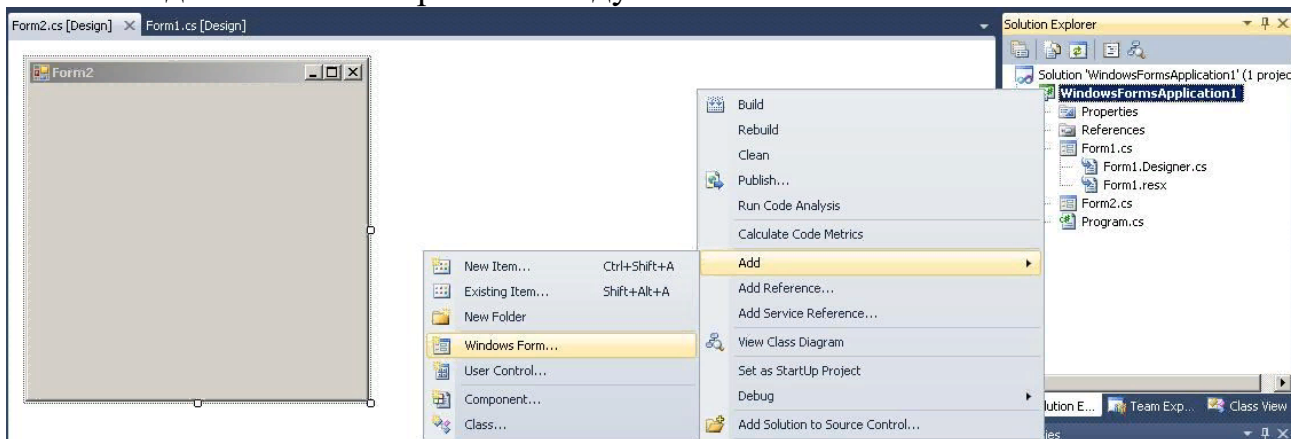 Form2.cs [Design] Form1.cs [Design]
Form2
Build
Rebuild
Clean
Publish...
Run Code Analysis
Calculate Code Metrics
Add
Add Reference...
Add Service Reference...
View Class Diagram
Set as StartUp Project
Debug
Add Solution to Source Control...
New Item... Ctrl+Shift+A
Existing Item... Shift+Alt+A
New Folder
Windows Form...
User Control...
Component...
Class...
Solution Explorer
Solution 'WindowsFormsApplication1' (1 projec
WindowsFormsApplication1
Properties
References
Form1.cs
Form1.Designer.cs
Form1.resx
Form2.cs
Program.cs
lution E... Team Exp... Class View